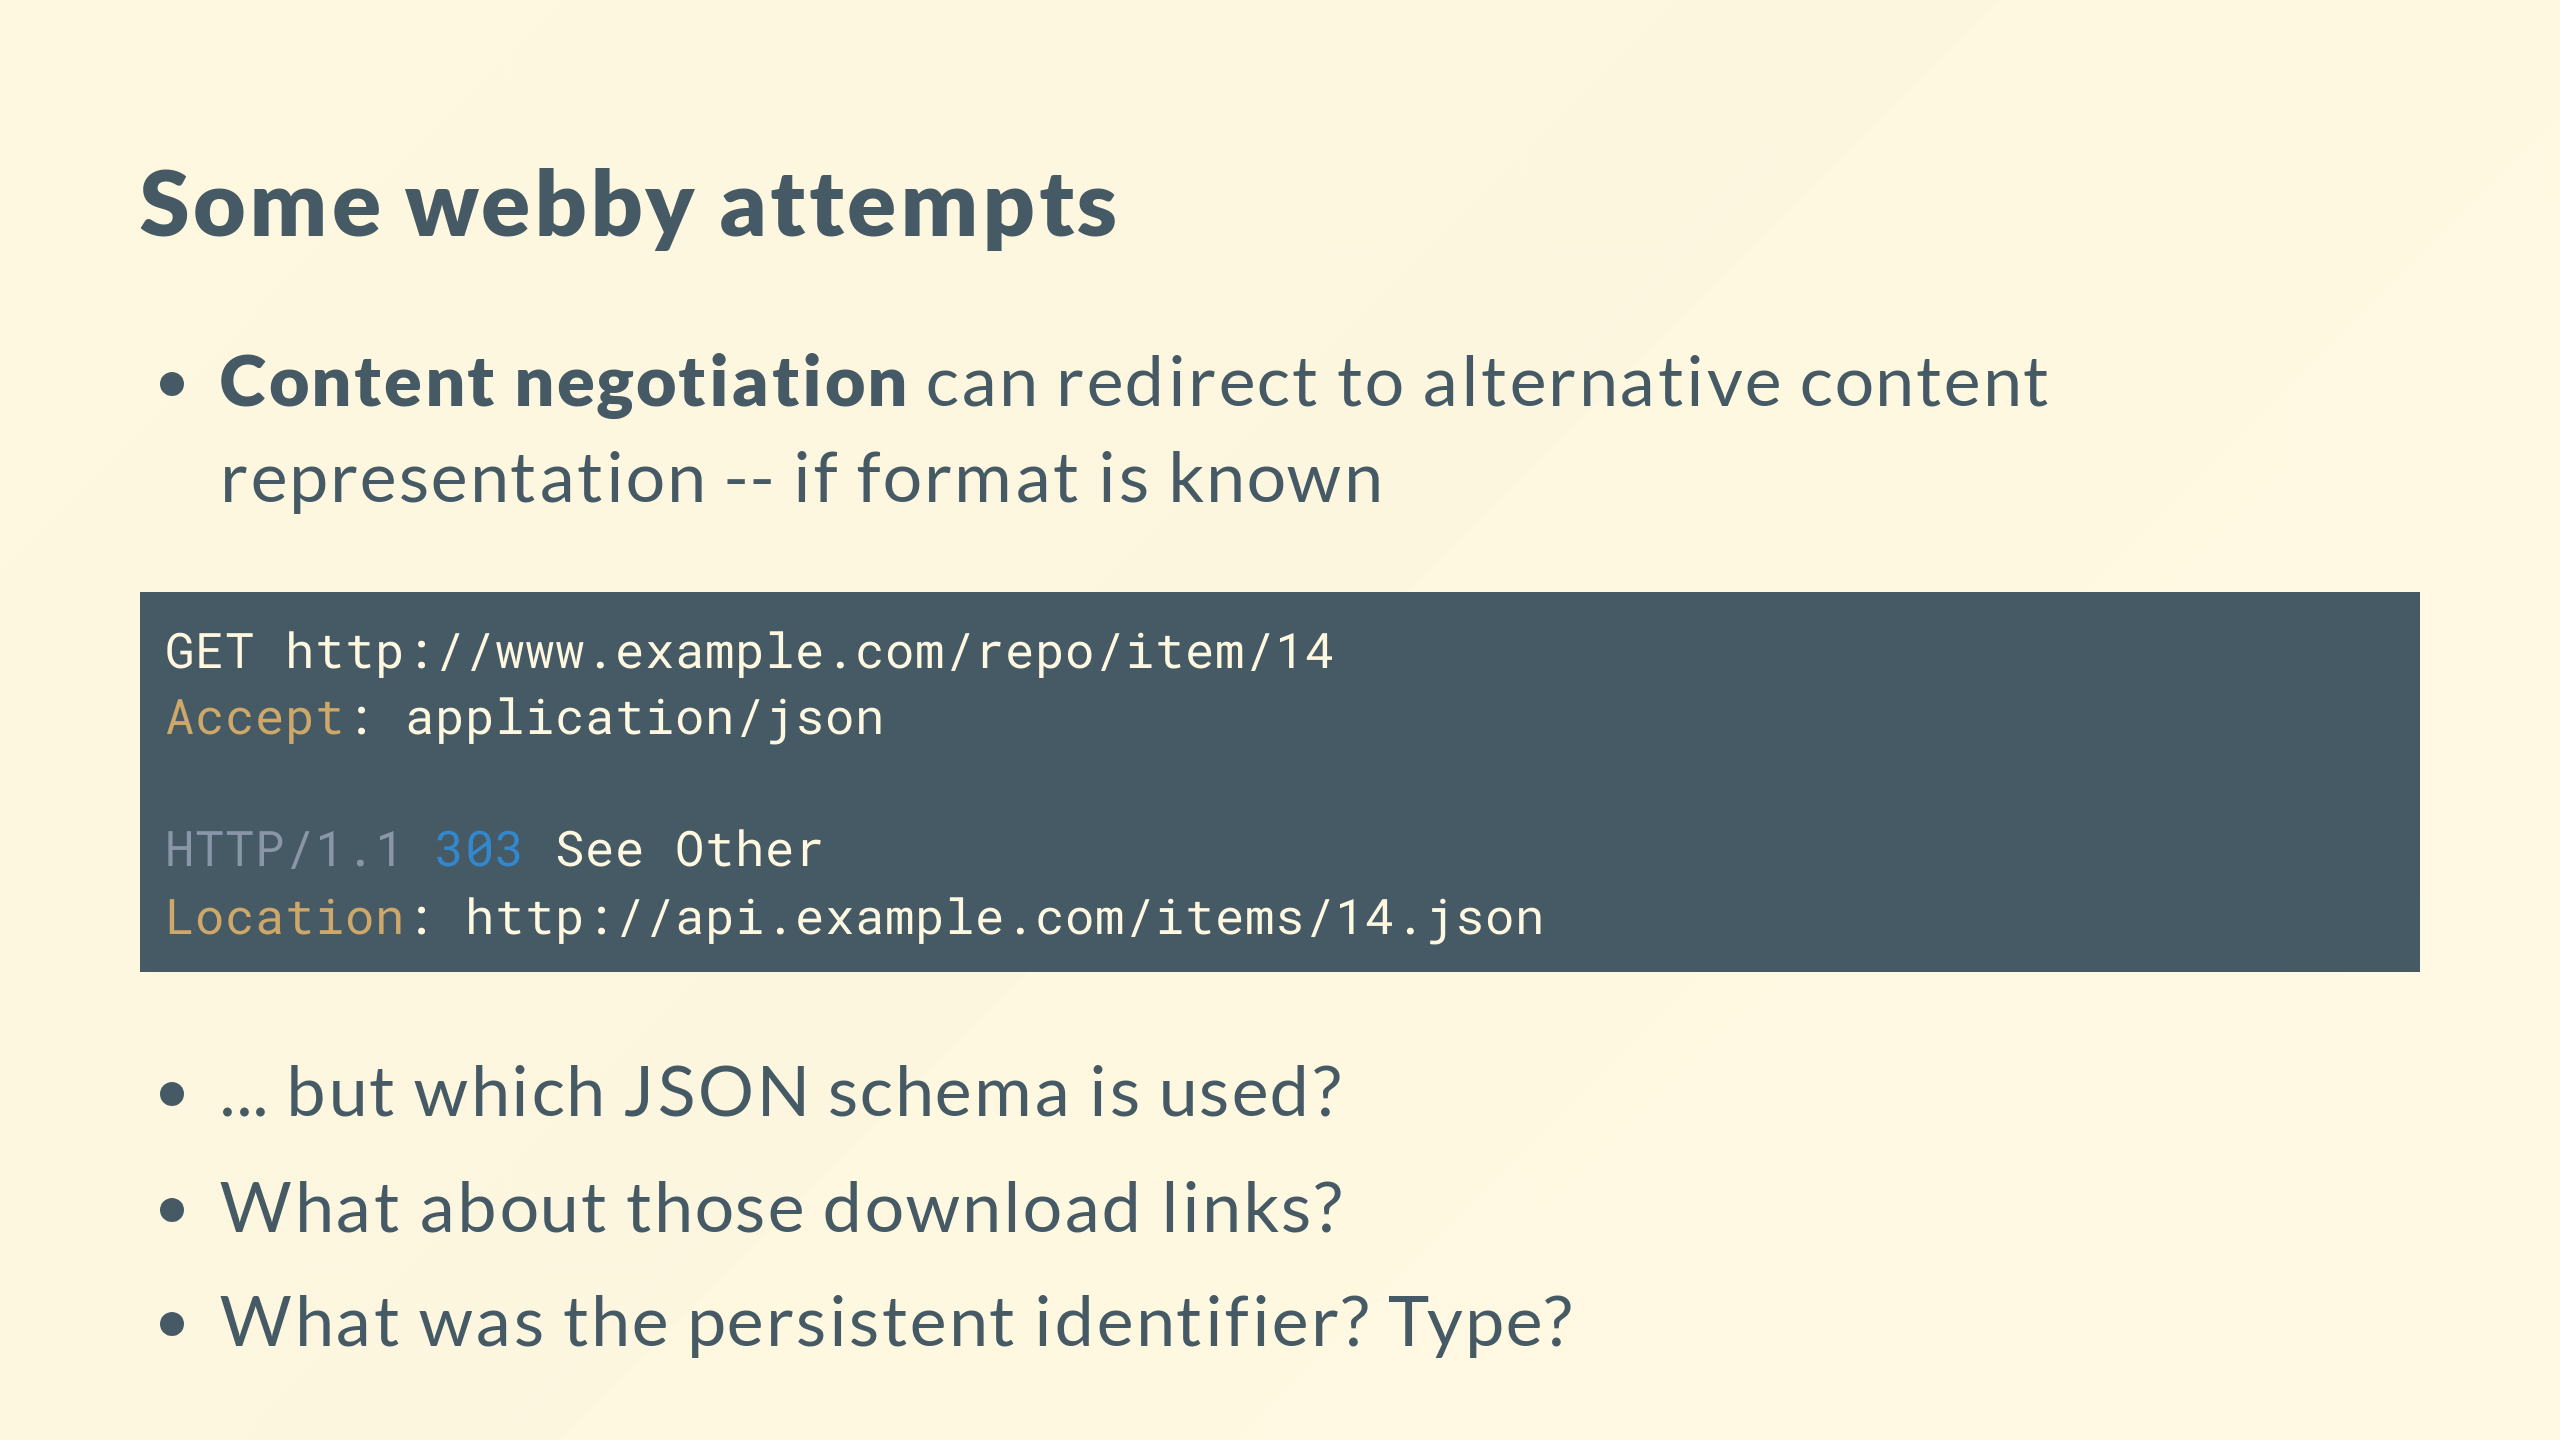 Some webby attempts
• Content negotiation can redirect to alternative content
representation -- if format is known
GET http://www.example.com/repo/item/14
Accept: application/json
HTTP/1.1 303 See Other
Location: http://api.example.com/items/14.json
• ... but which JSON schema is used?
• What about those download links?
• What was the persistent identifier? Type?